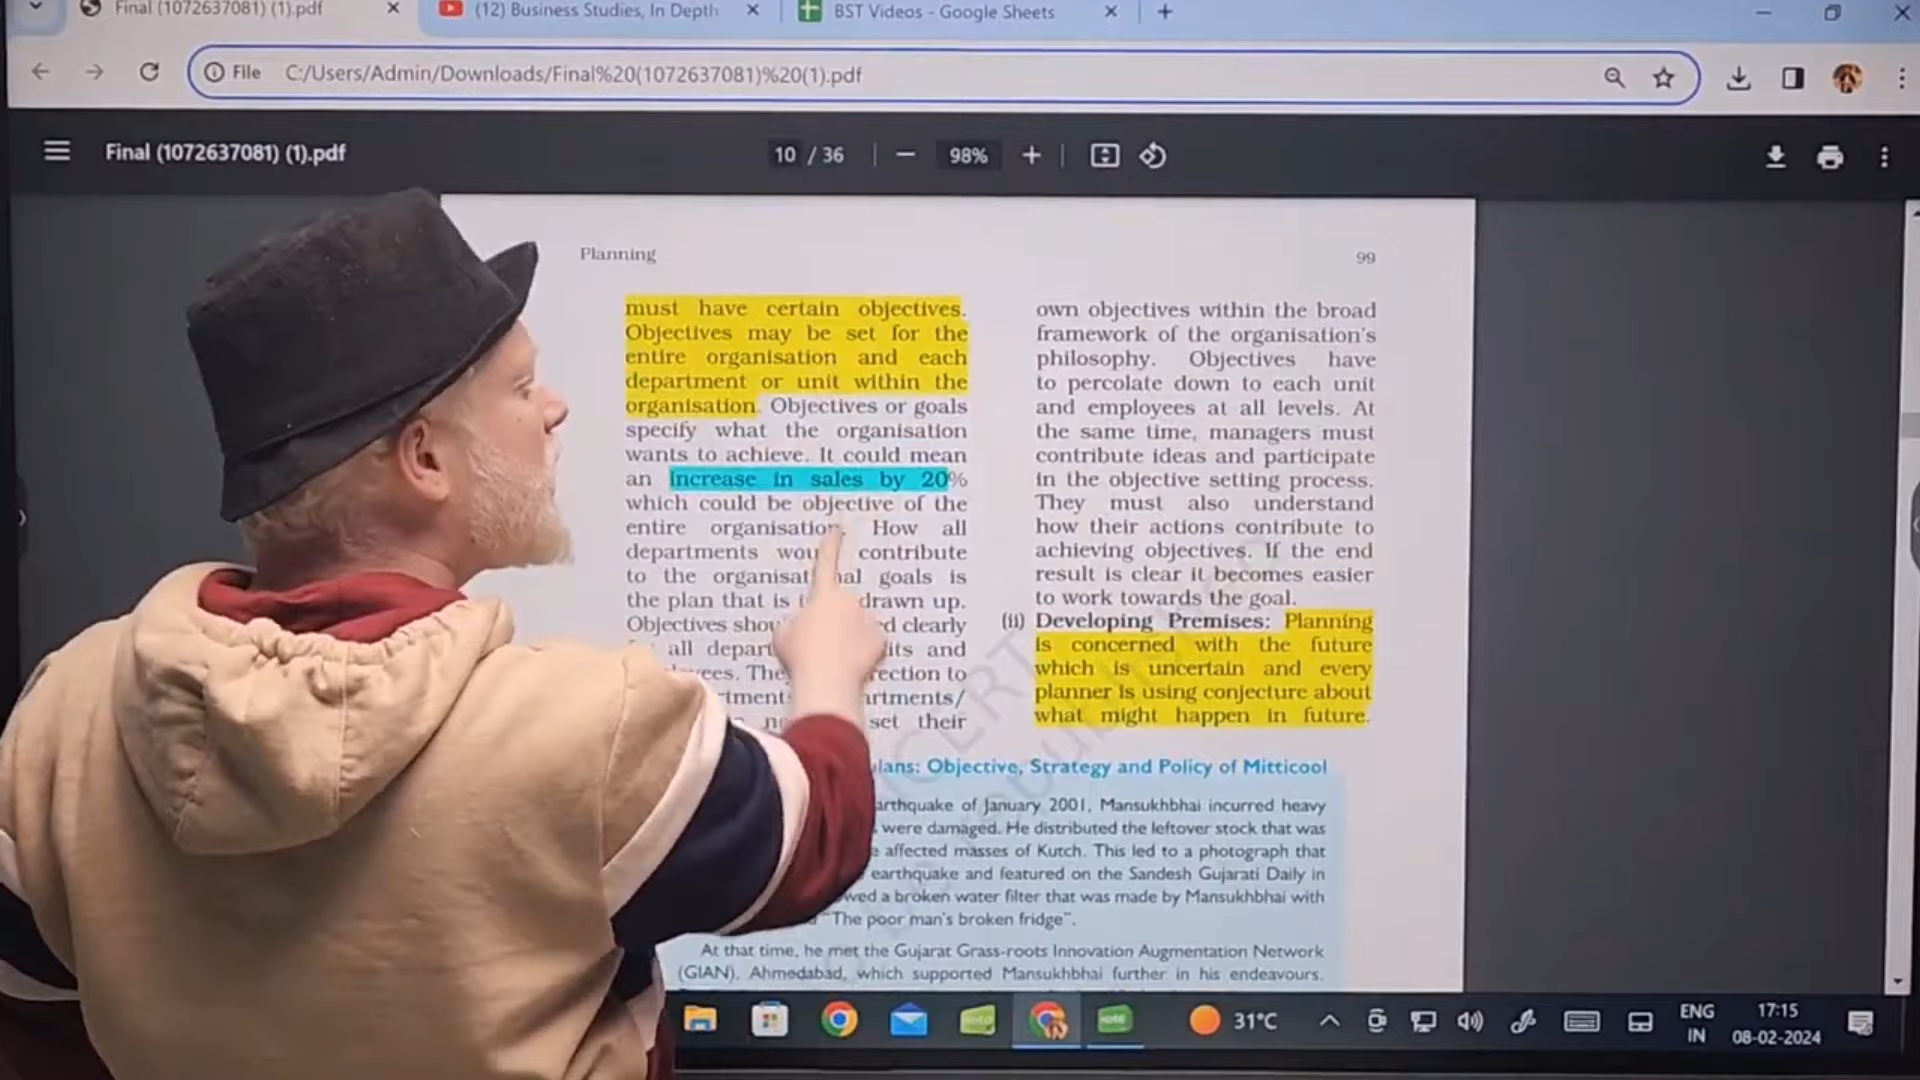 Final (1072637081) (1).pdf
(12) Business Studies, In Depth
BST Videos - Google Sheets
File C:/Users/Admin/Downloads/Final%20(1072637081)%20(1).pdf
Final (1072637081) (1).pdf
10 / 36
98%
Planning
99
must have certain objectives.
Objectives may be set for the
entire organisation and each
department or unit within the
organisation. Objectives or goals
specify what the organisation
wants to achieve. It could mean
an increase in sales by 20%
which could be objective of the
entire organisation. How all
departments contribute
to the goals is
the plan that is drawn up.
Objectives clearly
all and
to
set their
own objectives within the broad
framework of the organisation's
philosophy. Objectives have
to percolate down to each unit
and employees at all levels. At
the same time, managers must
contribute ideas and participate
in the objective setting process.
They must also understand
how their actions contribute to
achieving objectives. If the end
result is clear it becomes easier
to work towards the goal.
(ii) Developing Premises: Planning
is concerned with the future
which is uncertain and every
planner is using conjecture about
what might happen in future.
Objective, Strategy and Policy of Mitticool
of January 2001, Mansukhbhai incurred heavy
were damaged. He distributed the leftover stock that was
affected masses of Kutch. This led to a photograph that
earthquake and featured on the Sandesh Gujarati Daily in
a broken water filter that was made by Mansukhbhai with
"The poor man's broken fridge".
At that time, he met the Gujarat Grass-roots Innovation Augmentation Network
(GIAN), Ahmedabad, which supported Mansukhbhai further in his endeavours.
31°C
ENG
IN
17:15
08-02-2024